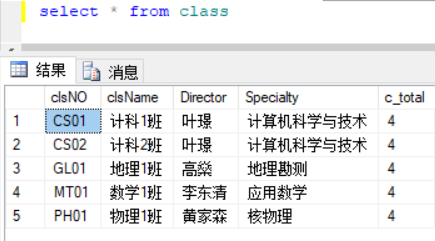 select * from class
结果 消息
clsNO clsName Director Specialty c_total
1 CS01 计科1班 叶璟 计算机科学与技术 4
2 CS02 计科2班 叶璟 计算机科学与技术 4
3 GL01 地理1班 高燊 地理勘测 4
4 MT01 数学1班 李东清 应用数学 4
5 PH01 物理1班 黄家森 核物理 4